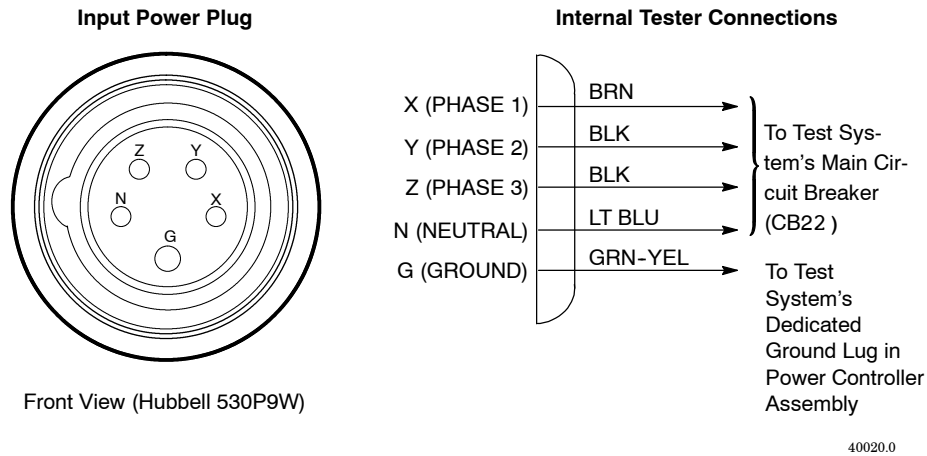 Input Power Plug
Z
Y
N
X
G
Front View (Hubbell 530P9W)
Internal Tester Connections
X (PHASE 1)
BRN
Y (PHASE 2)
BLK
Z (PHASE 3)
BLK
N (NEUTRAL)
LT BLU
G (GROUND)
GRN-YEL
To Test Sys-
tem's Main Cir-
cuit Breaker
(CB22 )
To Test
System's
Dedicated
Ground Lug in
Power Controller
Assembly
40020.0